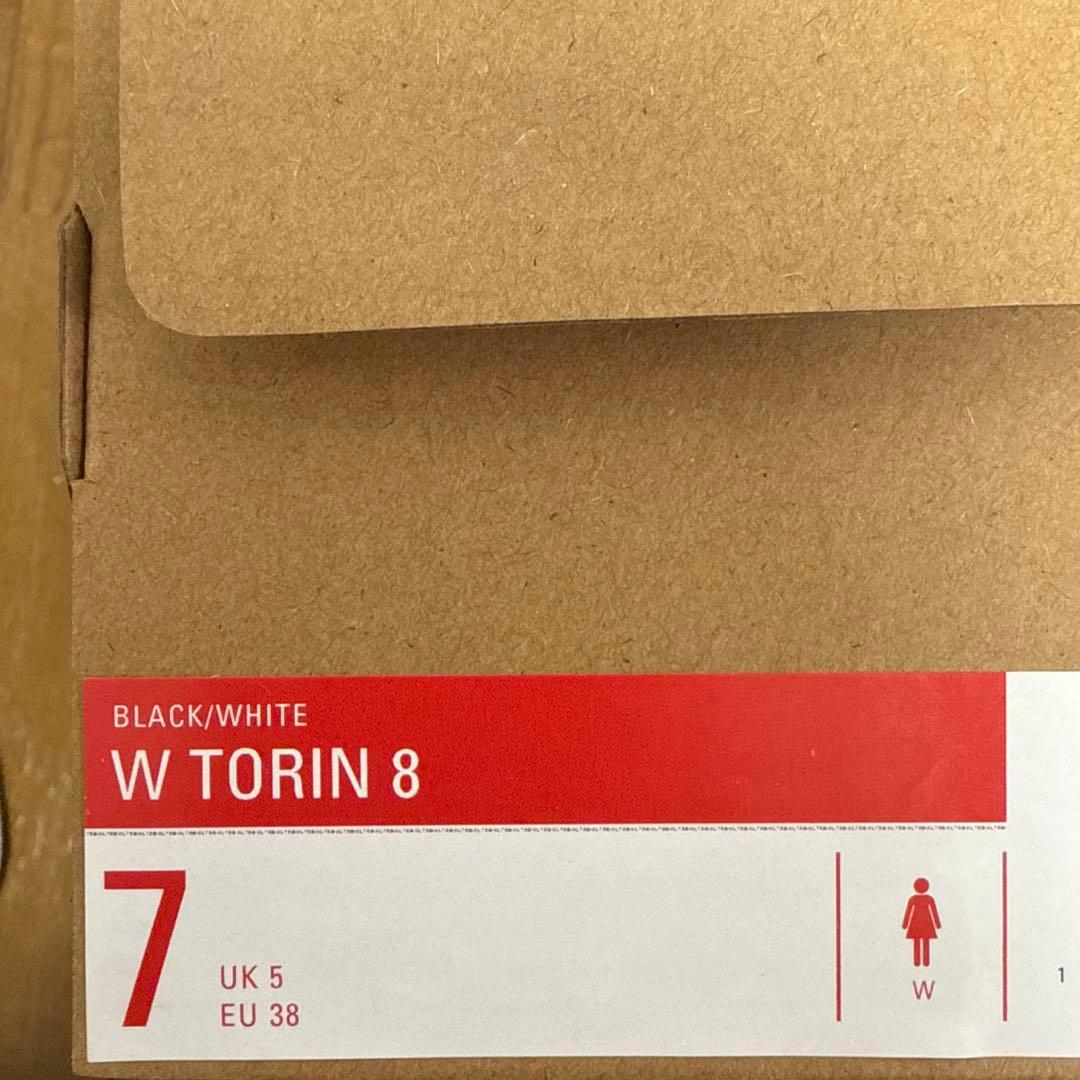 BLACK/WHITE
W TORIN 8
7
UK 5
EU 38
W
1